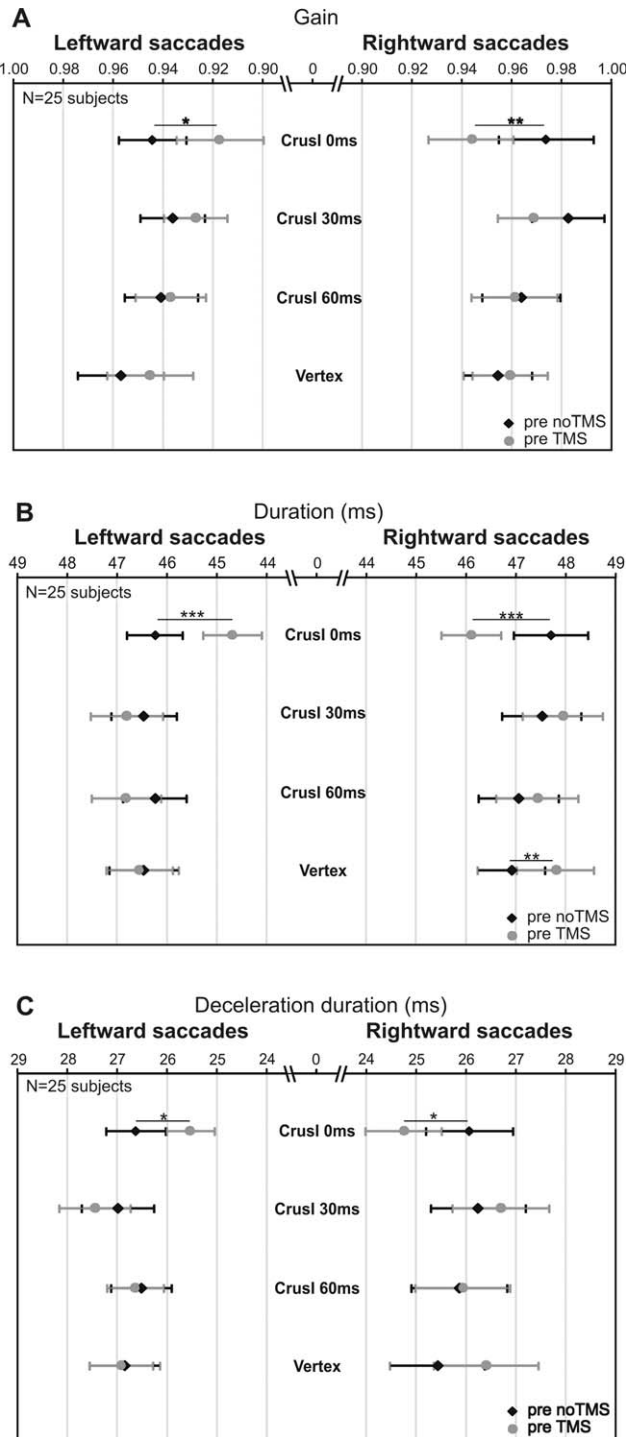 A Gain
Leftward saccades Rightward saccades
1.00 0.98 0.96 0.94 0.92 0.90 0 0.90 0.92 0.94 0.96 0.98 1.00
N=25 subjects
* **
CrusI 0ms
CrusI 30ms
CrusI 60ms
Vertex
pre noTMS
pre TMS
B Duration (ms)
Leftward saccades Rightward saccades
49 48 47 46 45 44 0 44 45 46 47 48 49
N=25 subjects
*** ***
CrusI 0ms
CrusI 30ms
CrusI 60ms
**
Vertex
pre noTMS
pre TMS
C Deceleration duration (ms)
Leftward saccades Rightward saccades
29 28 27 26 25 24 0 24 25 26 27 28 29
N=25 subjects
* *
CrusI 0ms
CrusI 30ms
CrusI 60ms
Vertex
pre noTMS
pre TMS